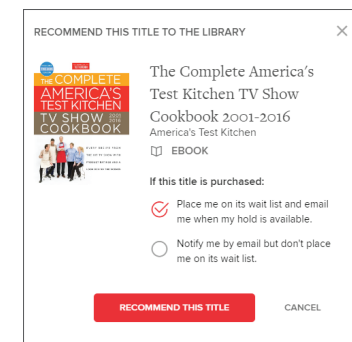 RECOMMEND THIS TITLE TO THE LIBRARY
The Complete America's
Test Kitchen TV Show
Cookbook 2001-2016
America's Test Kitchen
EBOOK
THE COMPLETE
AMERICA'S
TEST KITCHEN
TV SHOW 2001
2016
COOKBOOK
If this title is purchased:
Place me on its wait list and email
me when my hold is available.
Notify me by email but don't place
me on its wait list.
RECOMMEND THIS TITLE
CANCEL